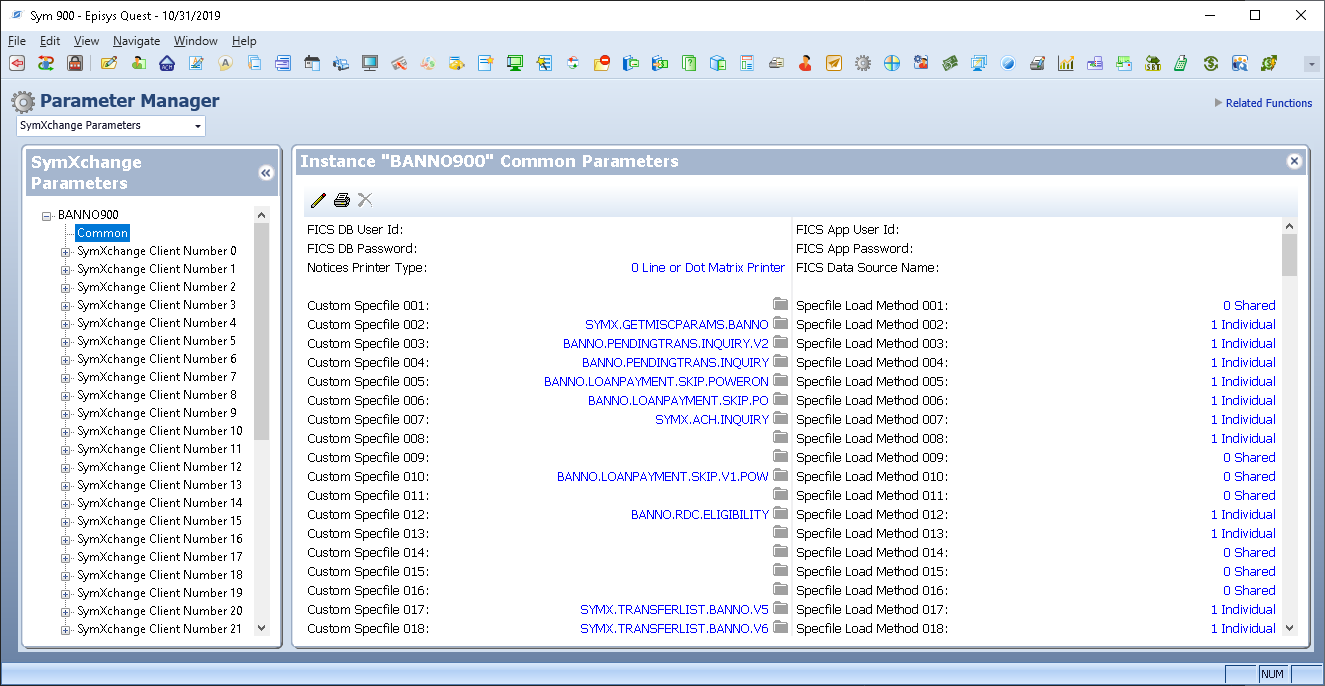 Sym 900 - Episys Quest - 10/31/2019
File Edit View Navigate Window Help
Parameter Manager
Related Functions
SymXchange Parameters
SymXchange
Parameters
BANNO900
Common
SymXchange Client Number 0
SymXchange Client Number 1
SymXchange Client Number 2
SymXchange Client Number 3
SymXchange Client Number 4
SymXchange Client Number 5
SymXchange Client Number 6
SymXchange Client Number 7
SymXchange Client Number 8
SymXchange Client Number 9
SymXchange Client Number 10
SymXchange Client Number 11
SymXchange Client Number 12
SymXchange Client Number 13
SymXchange Client Number 14
SymXchange Client Number 15
SymXchange Client Number 16
SymXchange Client Number 17
SymXchange Client Number 18
SymXchange Client Number 19
SymXchange Client Number 20
SymXchange Client Number 21
Instance "BANNO900" Common Parameters
FICS DB User Id: FICS App User Id:
FICS DB Password: FICS App Password:
Notices Printer Type: 0 Line or Dot Matrix Printer FICS Data Source Name:
Custom Specfile 001: Specfile Load Method 001: 0 Shared
Custom Specfile 002: SYMX.GETMISCPARAMS.BANNO Specfile Load Method 002: 1 Individual
Custom Specfile 003: BANNO.PENDINGTRANS.INQUIRY.V2 Specfile Load Method 003: 1 Individual
Custom Specfile 004: BANNO.PENDINGTRANS.INQUIRY Specfile Load Method 004: 1 Individual
Custom Specfile 005: BANNO.LOANPAYMENT.SKIP.POWERON Specfile Load Method 005: 1 Individual
Custom Specfile 006: BANNO.LOANPAYMENT.SKIP.PO Specfile Load Method 006: 1 Individual
Custom Specfile 007: SYMX.ACH.INQUIRY Specfile Load Method 007: 1 Individual
Custom Specfile 008: Specfile Load Method 008: 1 Individual
Custom Specfile 009: Specfile Load Method 009: 0 Shared
Custom Specfile 010: BANNO.LOANPAYMENT.SKIP.V1.POW Specfile Load Method 010: 0 Shared
Custom Specfile 011: Specfile Load Method 011: 0 Shared
Custom Specfile 012: BANNO.RDC.ELIGIBILITY Specfile Load Method 012: 1 Individual
Custom Specfile 013: Specfile Load Method 013: 1 Individual
Custom Specfile 014: Specfile Load Method 014: 0 Shared
Custom Specfile 015: Specfile Load Method 015: 0 Shared
Custom Specfile 016: Specfile Load Method 016: 0 Shared
Custom Specfile 017: SYMX.TRANSFERLIST.BANNO.V5 Specfile Load Method 017: 1 Individual
Custom Specfile 018: SYMX.TRANSFERLIST.BANNO.V6 Specfile Load Method 018: 1 Individual
NUM